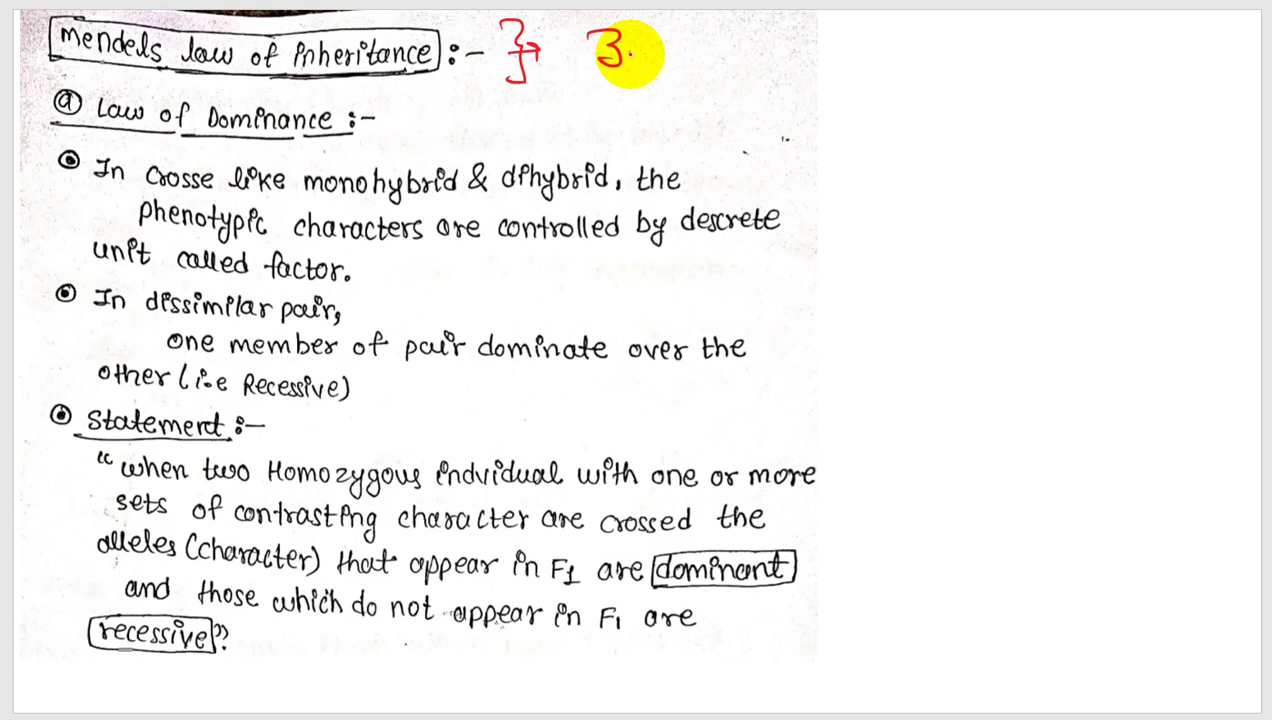 Mendels law of inheritance :- }→ 3.
ⓐ Law of Dominance :-
In crosse like monohybrid & dihybrid, the
phenotypic characters are controlled by descrete
unit called factor.
In dissimilar pair,
one member of pair dominate over the
other (i.e Recessive)
Statement :-
"when two Homozygous indvidual with one or more
sets of contrasting character are crossed the
alleles (character) that appear in F1 are dominant
and those which do not appear in F1 are
recessive".